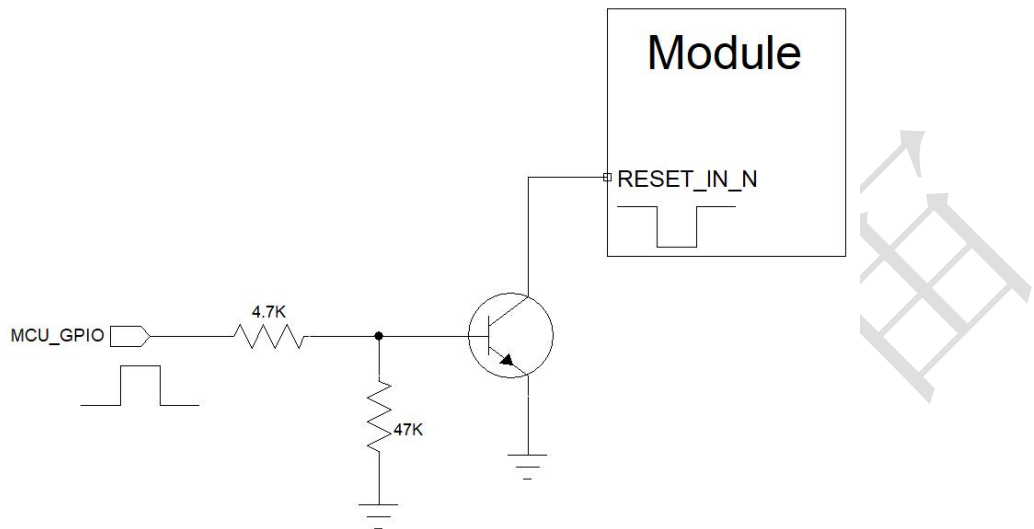 Module
RESET_IN_N
4.7K
MCU_GPIO
47K